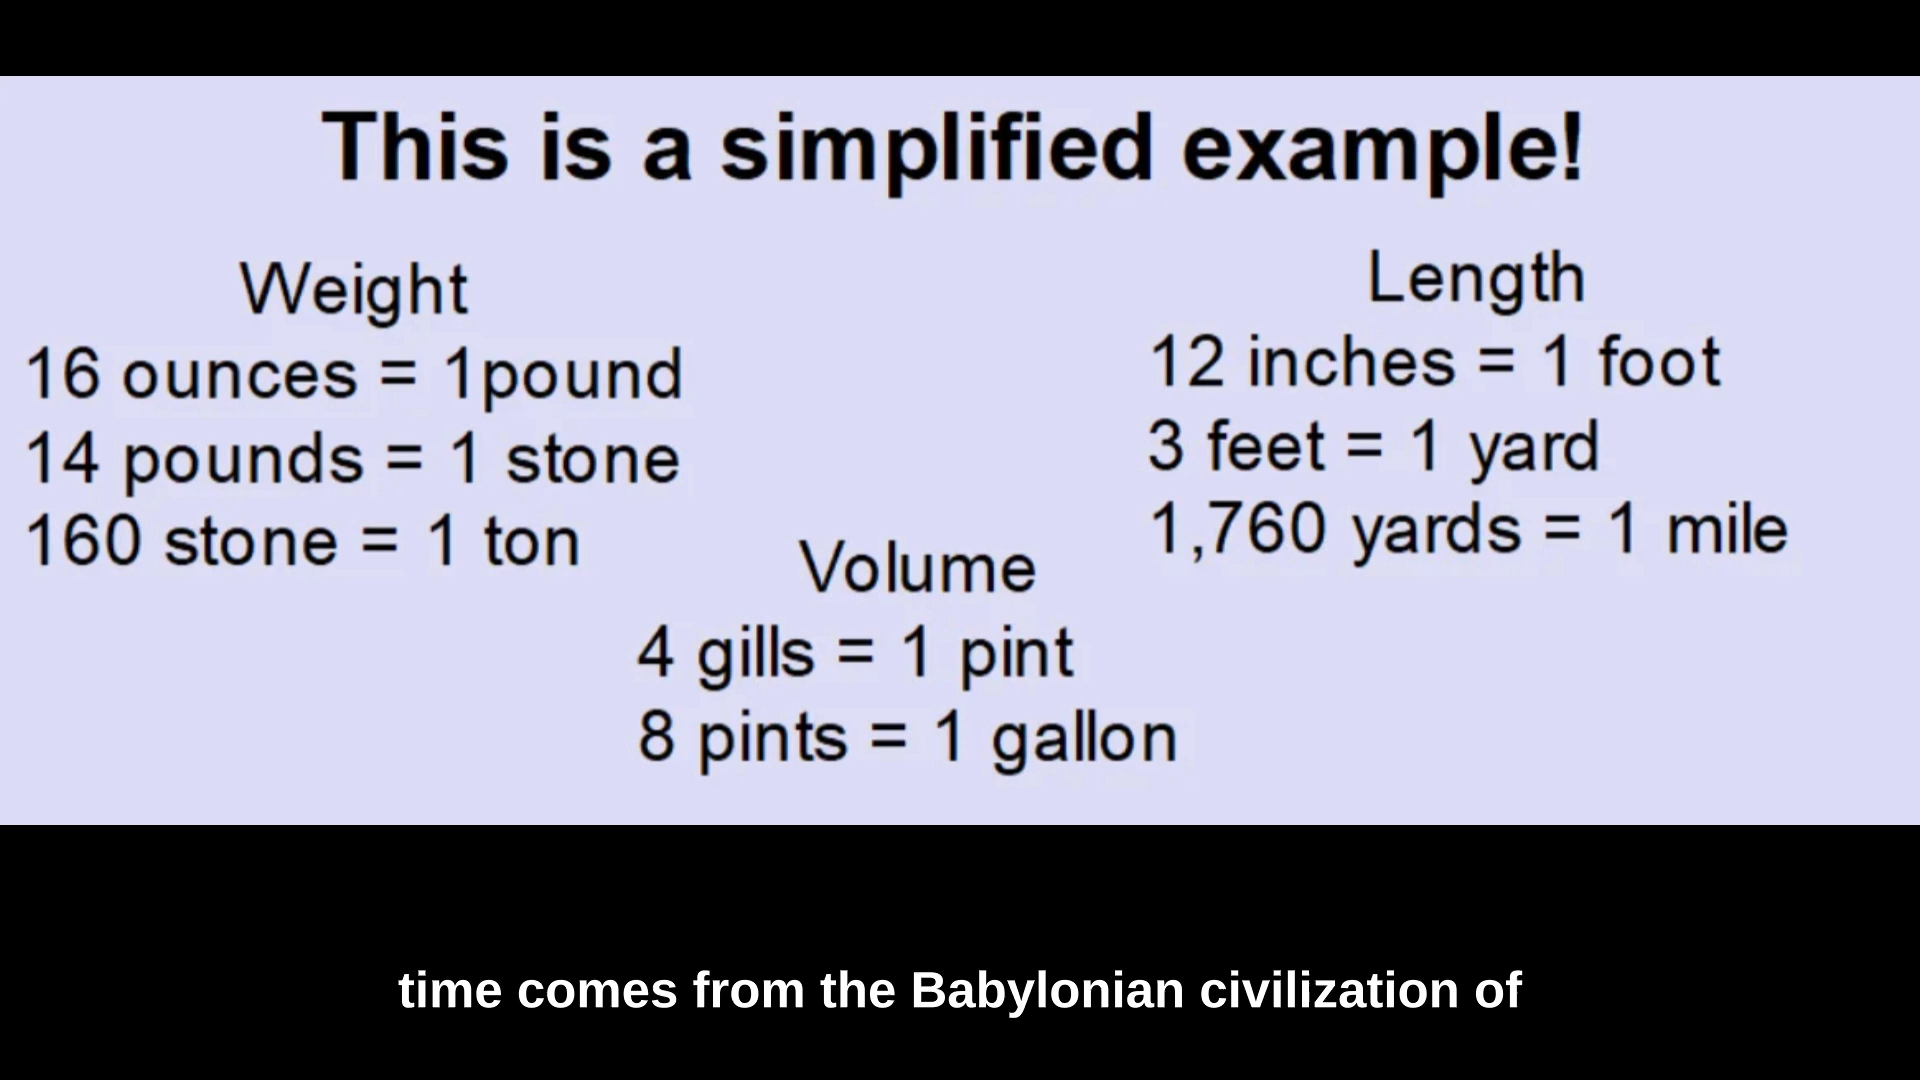 This is a simplified example!
Weight
16 ounces = 1pound
14 pounds = 1 stone
160 stone = 1 ton
Length
12 inches = 1 foot
3 feet = 1 yard
1,760 yards = 1 mile
Volume
4 gills = 1 pint
8 pints = 1 gallon
time comes from the Babylonian civilization of